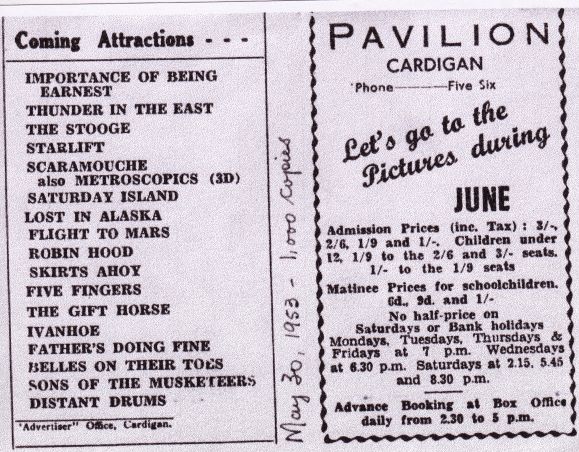 Coming Attractions - - -
IMPORTANCE OF BEING
EARNEST
THUNDER IN THE EAST
THE STOOGE
STARLIFT
SCARAMOUCHE
also METROSCOPICS (3D)
SATURDAY ISLAND
LOST IN ALASKA
FLIGHT TO MARS
ROBIN HOOD
SKIRTS AHOY
FIVE FINGERS
THE GIFT HORSE
IVANHOE
FATHER'S DOING FINE
BELLES ON THEIR TOES
SONS OF THE MUSKETEERS
DISTANT DRUMS
"Advertiser" Office, Cardigan.
May 30, 1953 - 1,000 copies
PAVILION
CARDIGAN
'Phone———Five Six
Let's go to the
Pictures during
JUNE
Admission Prices (inc. Tax) : 3/-,
2/6, 1/9 and 1/-. Children under
12, 1/9 to the 2/6 and 3/- seats.
1/- to the 1/9 seats
Matinee Prices for schoolchildren.
6d., 9d. and 1/-
No half-price on
Saturdays or Bank holidays
Mondays, Tuesdays, Thursdays &
Fridays at 7 p.m. Wednesdays
at 6.30 p.m. Saturdays at 2.15, 5.45
and 8.30 p.m.
Advance Booking at Box Office
daily from 2.30 to 5 p.m.